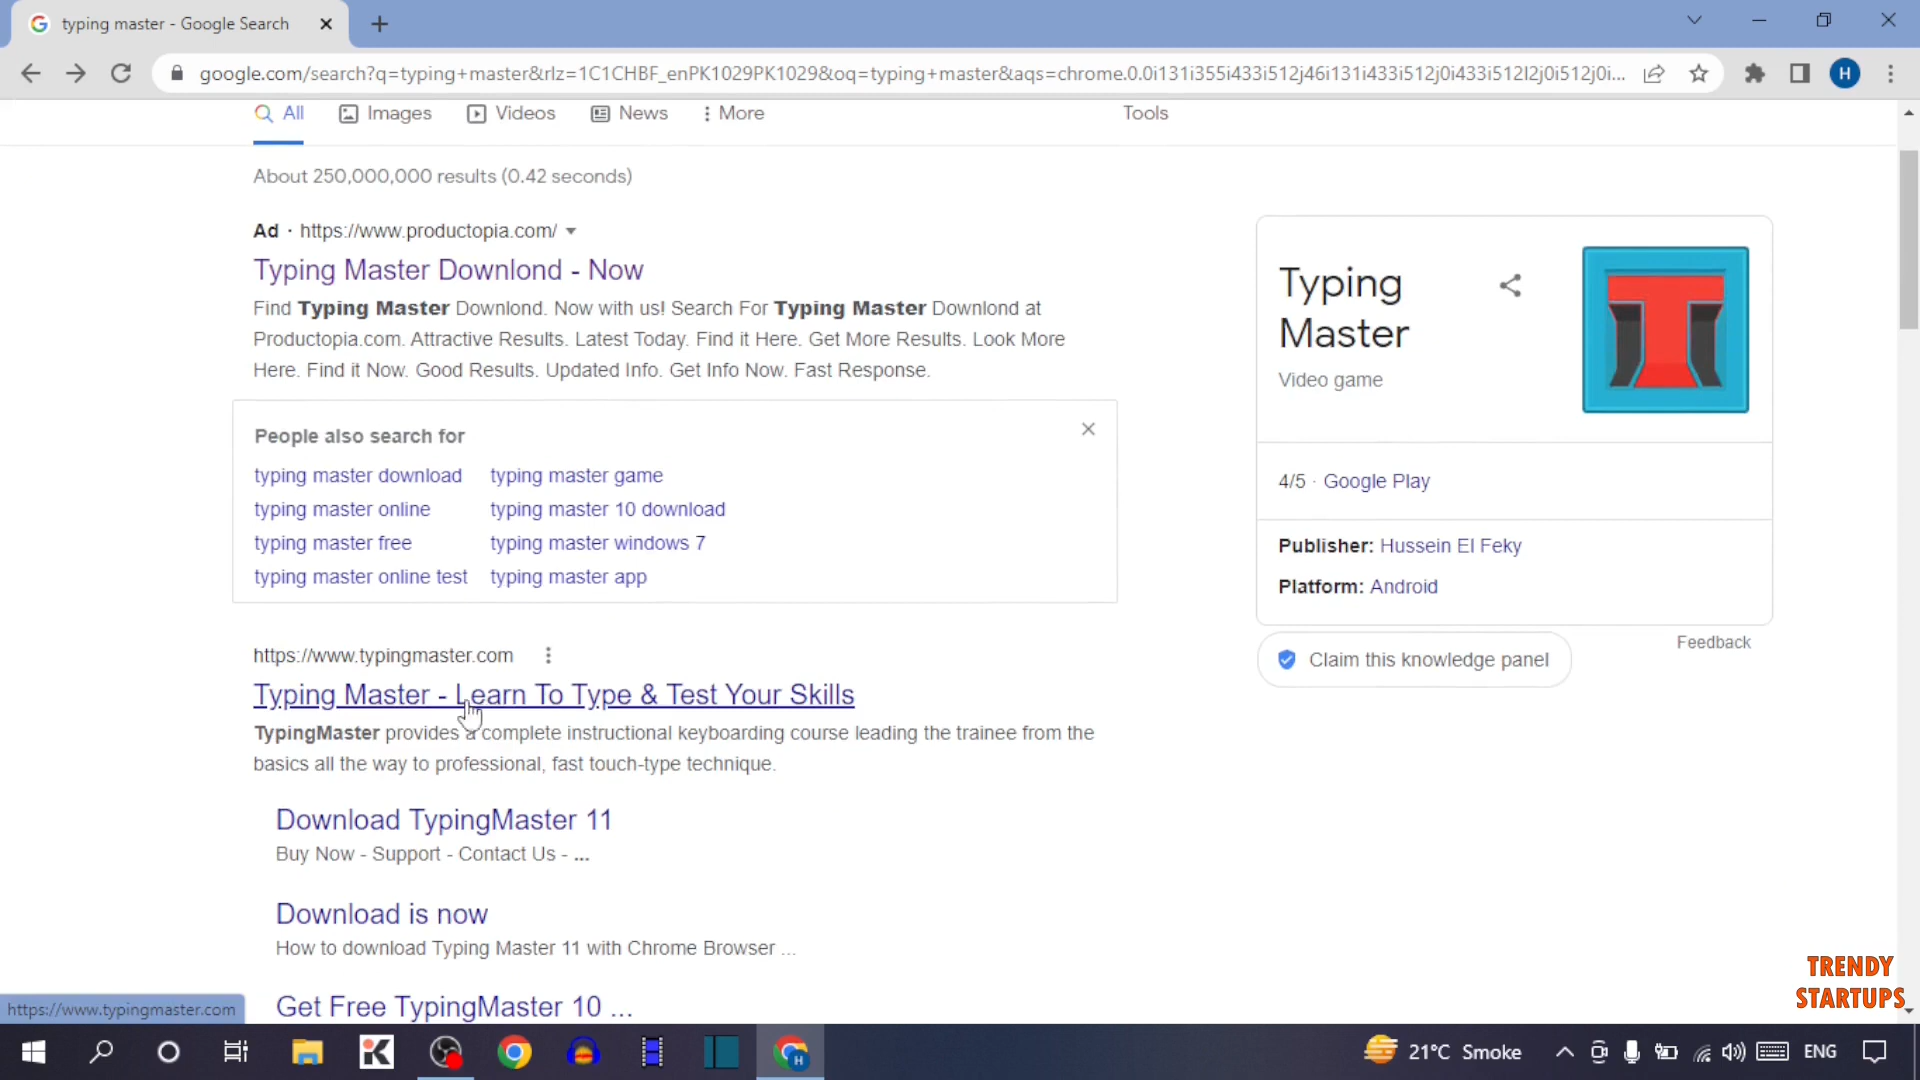 typing master - Google Search
google.com/search?q=typing+master&rlz=1C1CHBF_enPK1029PK1029&oq=typing+master&aqs=chrome.0.0i131i355i433i512j46i131i433i512j0i433i512l2j0i512j0i...
H
All Images Videos News More Tools
About 250,000,000 results (0.42 seconds)
Ad · https://www.productopia.com/
Typing Master Downlond - Now
Find Typing Master Downlond. Now with us! Search For Typing Master Downlond at
Productopia.com. Attractive Results. Latest Today. Find it Here. Get More Results. Look More
Here. Find it Now. Good Results. Updated Info. Get Info Now. Fast Response.
People also search for
typing master download typing master game
typing master online typing master 10 download
typing master free typing master windows 7
typing master online test typing master app
https://www.typingmaster.com
Typing Master - Learn To Type & Test Your Skills
TypingMaster provides a complete instructional keyboarding course leading the trainee from the
basics all the way to professional, fast touch-type technique.
Download TypingMaster 11
Buy Now - Support - Contact Us - ...
Download is now
How to download Typing Master 11 with Chrome Browser ...
Get Free TypingMaster 10 ...
Typing
Master
Video game
4/5 · Google Play
Publisher: Hussein El Feky
Platform: Android
Feedback
Claim this knowledge panel
TRENDY
STARTUPS
https://www.typingmaster.com
21°C Smoke ENG